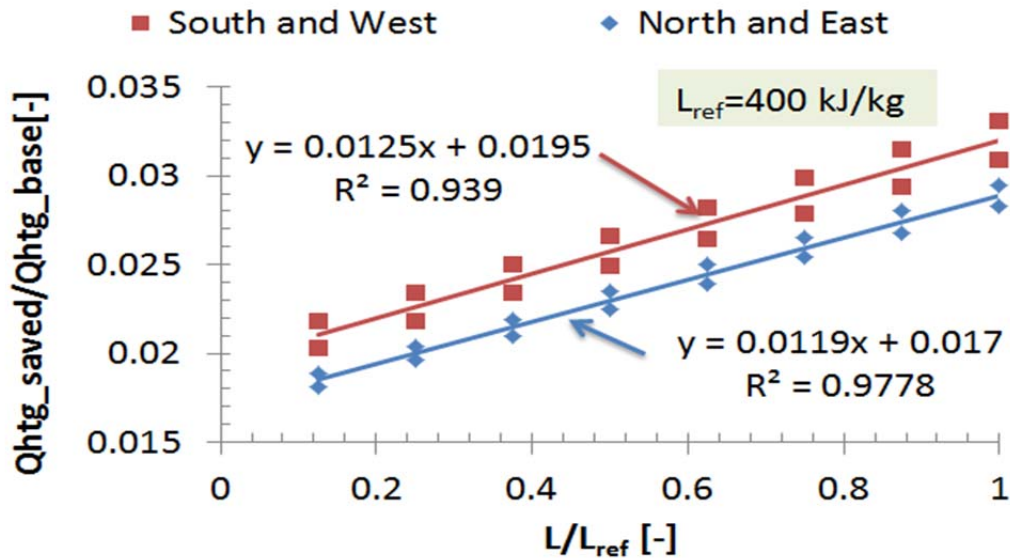 South and West North and East
Qhtg_saved/Qhtg_base[-]
0.035
0.03
0.025
0.02
0.015
L_ref=400 kJ/kg
y = 0.0125x + 0.0195
R² = 0.939
y = 0.0119x + 0.017
R² = 0.9778
0 0.2 0.4 0.6 0.8 1
L/L_ref [-]